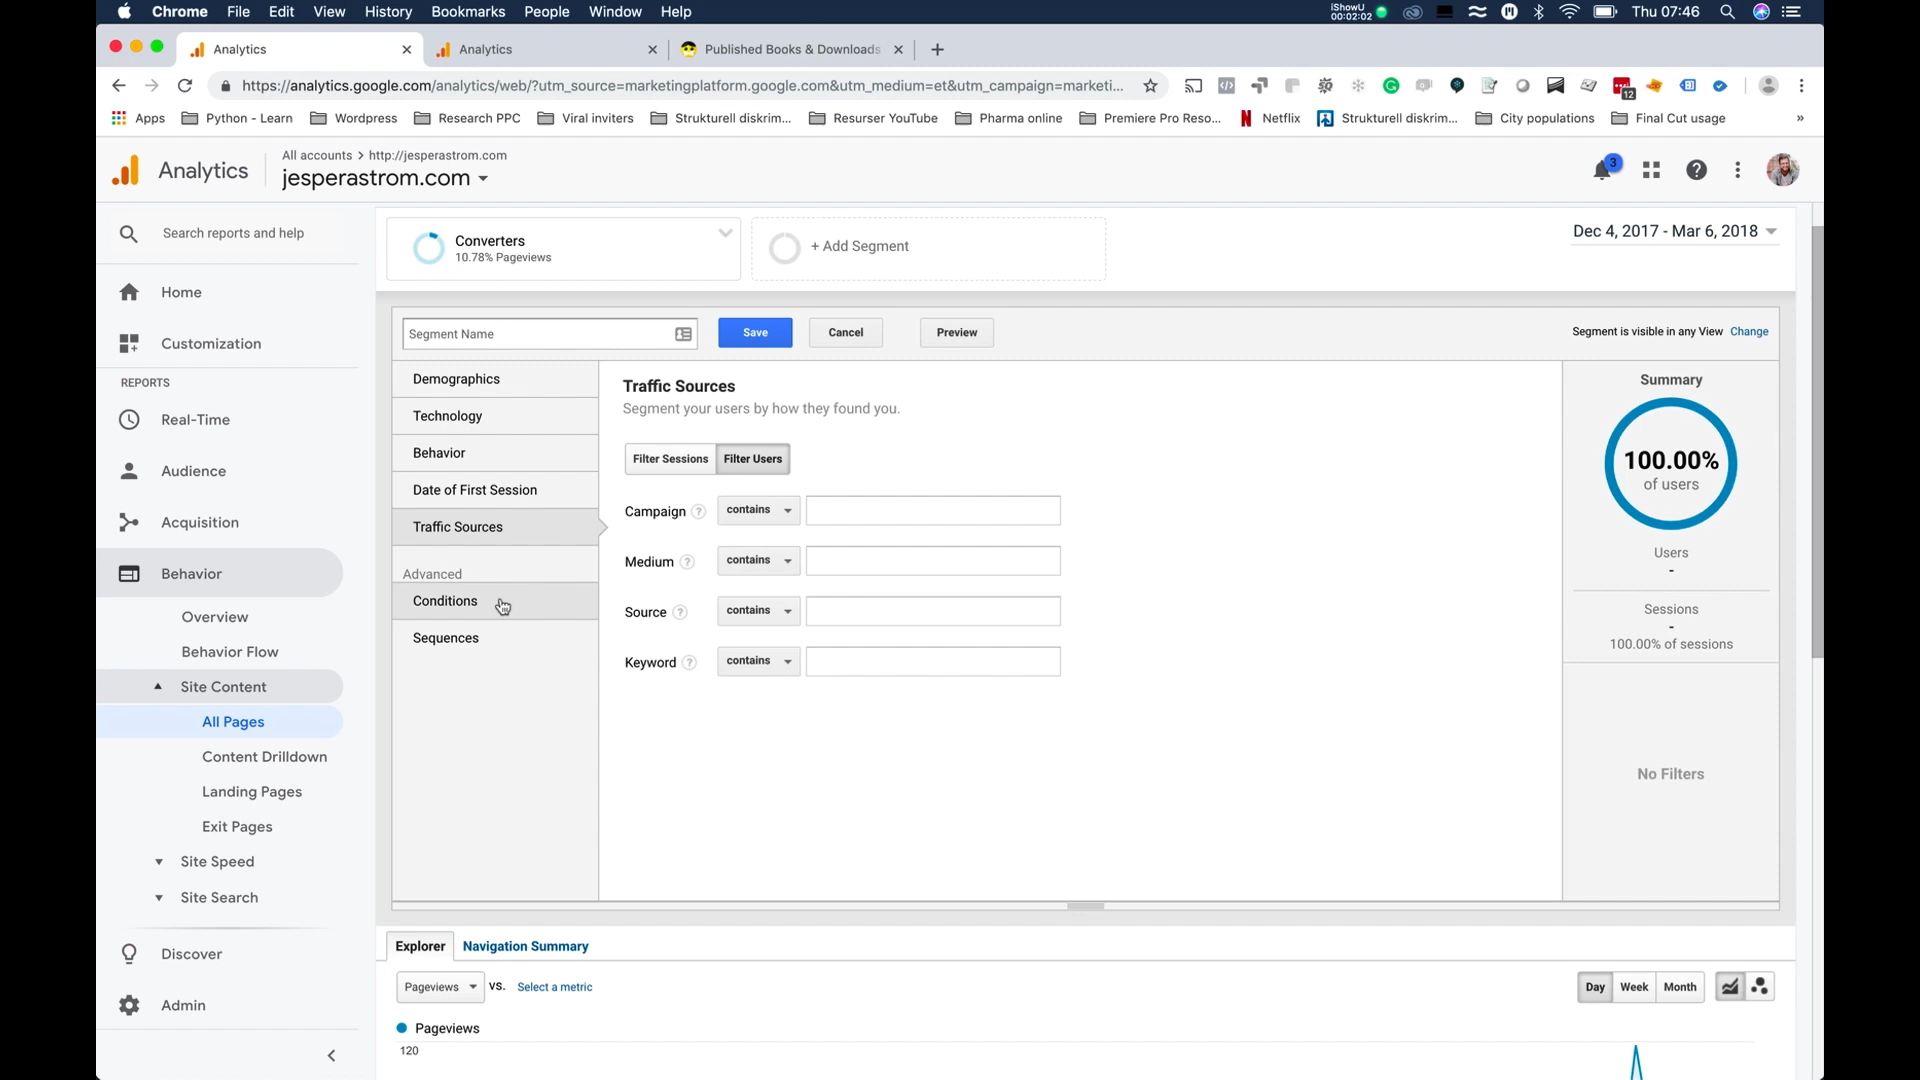 Chrome File Edit View History Bookmarks People Window Help
iShowU
00:02:02
Thu 07:46
Analytics
Analytics
Published Books & Downloads
https://analytics.google.com/analytics/web/?utm_source=marketingplatform.google.com&utm_medium=et&utm_campaign=marketi...
12
Apps Python - Learn Wordpress Research PPC Viral inviters Strukturell diskrim... Resurser YouTube Pharma online Premiere Pro Reso... Netflix Strukturell diskrim... City populations Final Cut usage »
Analytics
All accounts > http://jesperastrom.com
jesperastrom.com
3
Search reports and help
Home
Customization
REPORTS
Real-Time
Audience
Acquisition
Behavior
Overview
Behavior Flow
Site Content
All Pages
Content Drilldown
Landing Pages
Exit Pages
Site Speed
Site Search
Discover
Admin
Converters
10.78% Pageviews
+ Add Segment
Dec 4, 2017 - Mar 6, 2018
Segment Name
Save
Cancel
Preview
Segment is visible in any View Change
Demographics
Technology
Behavior
Date of First Session
Traffic Sources
Advanced
Conditions
Sequences
Traffic Sources
Segment your users by how they found you.
Filter Sessions Filter Users
Campaign ? contains
Medium ? contains
Source ? contains
Keyword ? contains
Summary
100.00%
of users
Users
-
Sessions
-
100.00% of sessions
No Filters
Explorer Navigation Summary
Pageviews VS. Select a metric
Day Week Month
Pageviews
120